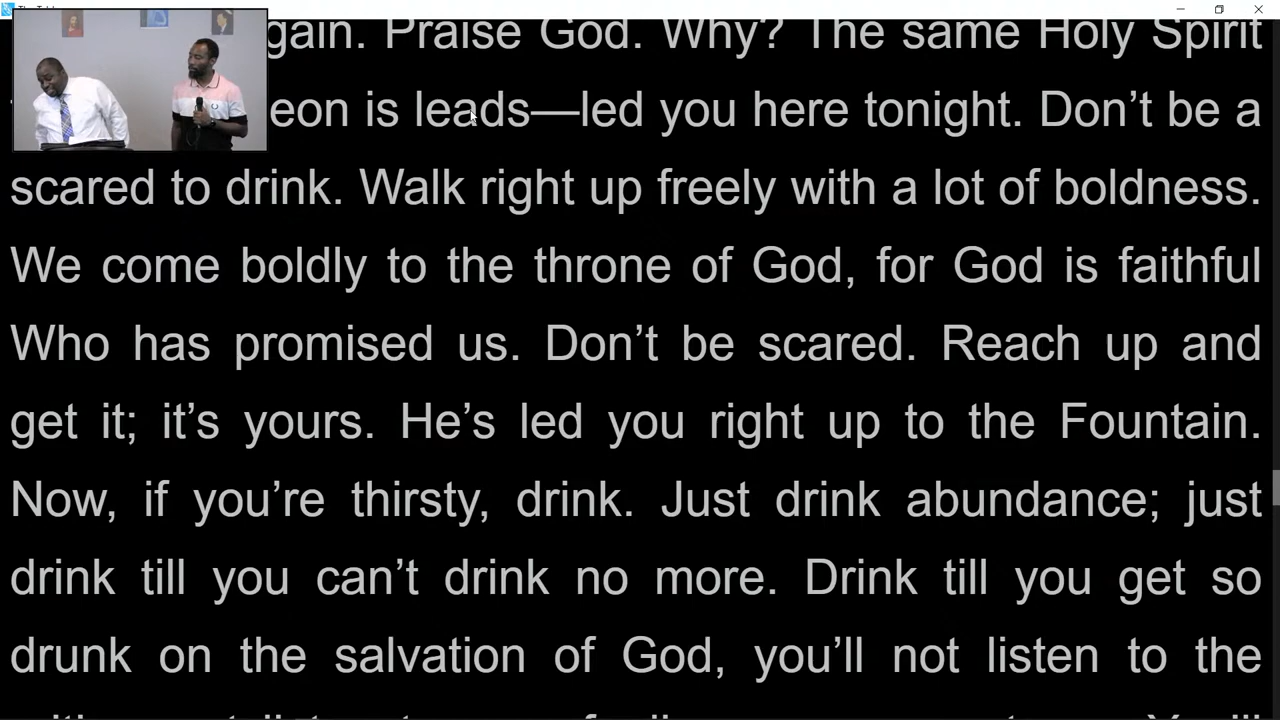 gain. Praise God. Why? The same Holy Spirit
eon is leads—led you here tonight. Don’t be a
scared to drink. Walk right up freely with a lot of boldness.
We come boldly to the throne of God, for God is faithful
Who has promised us. Don’t be scared. Reach up and
get it; it’s yours. He’s led you right up to the Fountain.
Now, if you’re thirsty, drink. Just drink abundance; just
drink till you can’t drink no more. Drink till you get so
drunk on the salvation of God, you’ll not listen to the